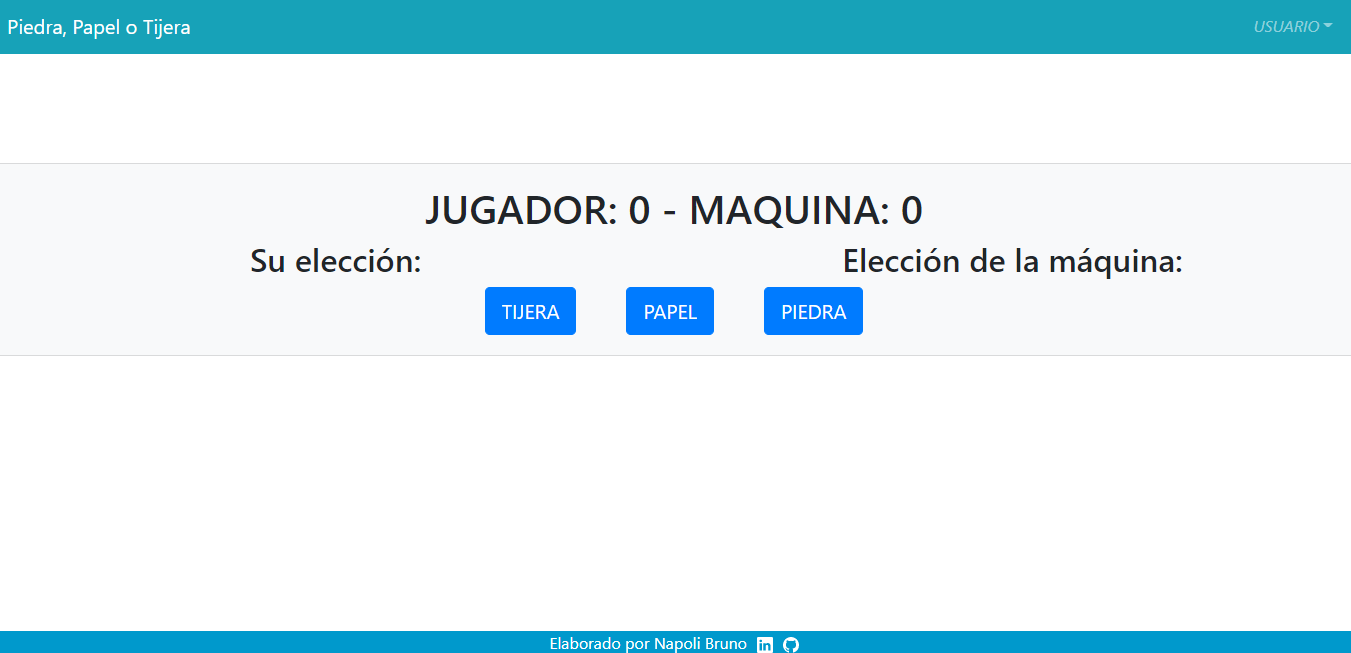 Piedra, Papel o Tijera
USUARIO
JUGADOR: 0 - MAQUINA: 0
Su elección:
Elección de la máquina:
TIJERA
PAPEL
PIEDRA
Elaborado por Napoli Bruno